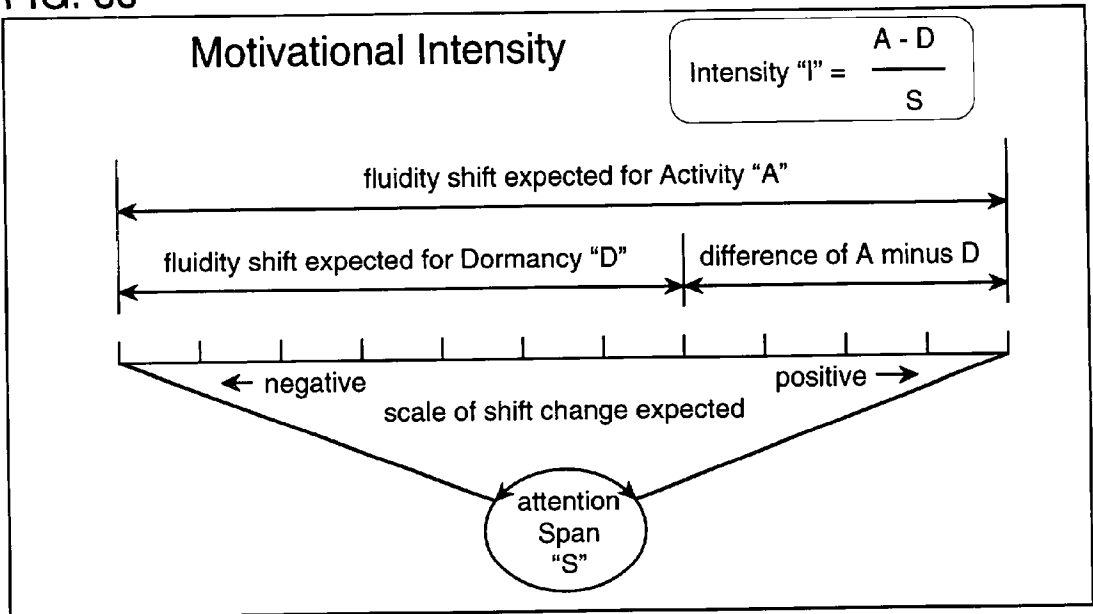 Motivational Intensity
Intensity “I” = A - D
S
fluidity shift expected for Activity “A”
fluidity shift expected for Dormancy “D”
difference of A minus D
← negative
positive →
scale of shift change expected
attention
Span
“S”